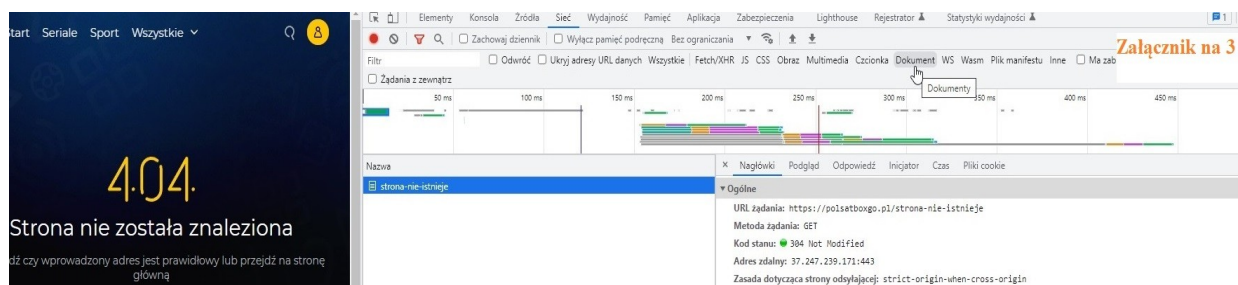 Start Seriale Sport Wszystkie
404.
Strona nie została znaleziona
dź czy wprowadzony adres jest prawidłowy lub przejdź na stronę
główną
Elementy Konsola Źródła Sieć Wydajność Pamięć Aplikacja Zabezpieczenia Lighthouse Rejestrator Statystyki wydajności 1
Zachowaj dziennik Wyłącz pamięć podręczną Bez ograniczania
Załącznik na 3
Filtr Odwróć Ukryj adresy URL danych Wszystkie Fetch/XHR JS CSS Obraz Multimedia Czcionka Dokument WS Wasm Plik manifestu Inne Ma zab
Żądania z zewnątrz
Dokumenty
50 ms 100 ms 150 ms 200 ms 250 ms 300 ms 350 ms 400 ms 450 ms
Nazwa
strona-nie-istnieje
× Nagłówki Podgląd Odpowiedź Inicjator Czas Pliki cookie
Ogólne
URL żądania: https://polsatboxgo.pl/strona-nie-istnieje
Metoda żądania: GET
Kod stanu: 304 Not Modified
Adres zdalny: 37.247.239.171:443
Zasada dotycząca strony odsyłającej: strict-origin-when-cross-origin